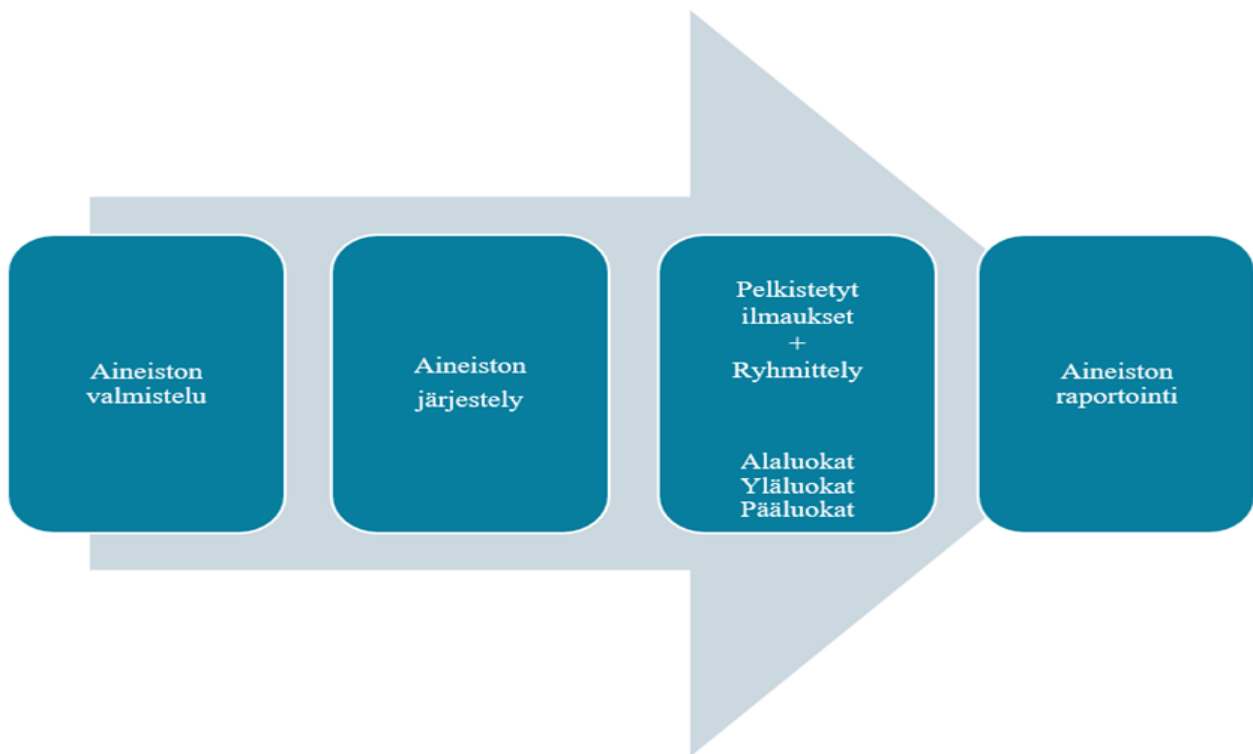 Aineiston
valmistelu
Aineiston
järjestely
Pelkistetyt
ilmaukset
+
Ryhmittely
Alaluokat
Yläluokat
Pääluokat
Aineiston
raportointi